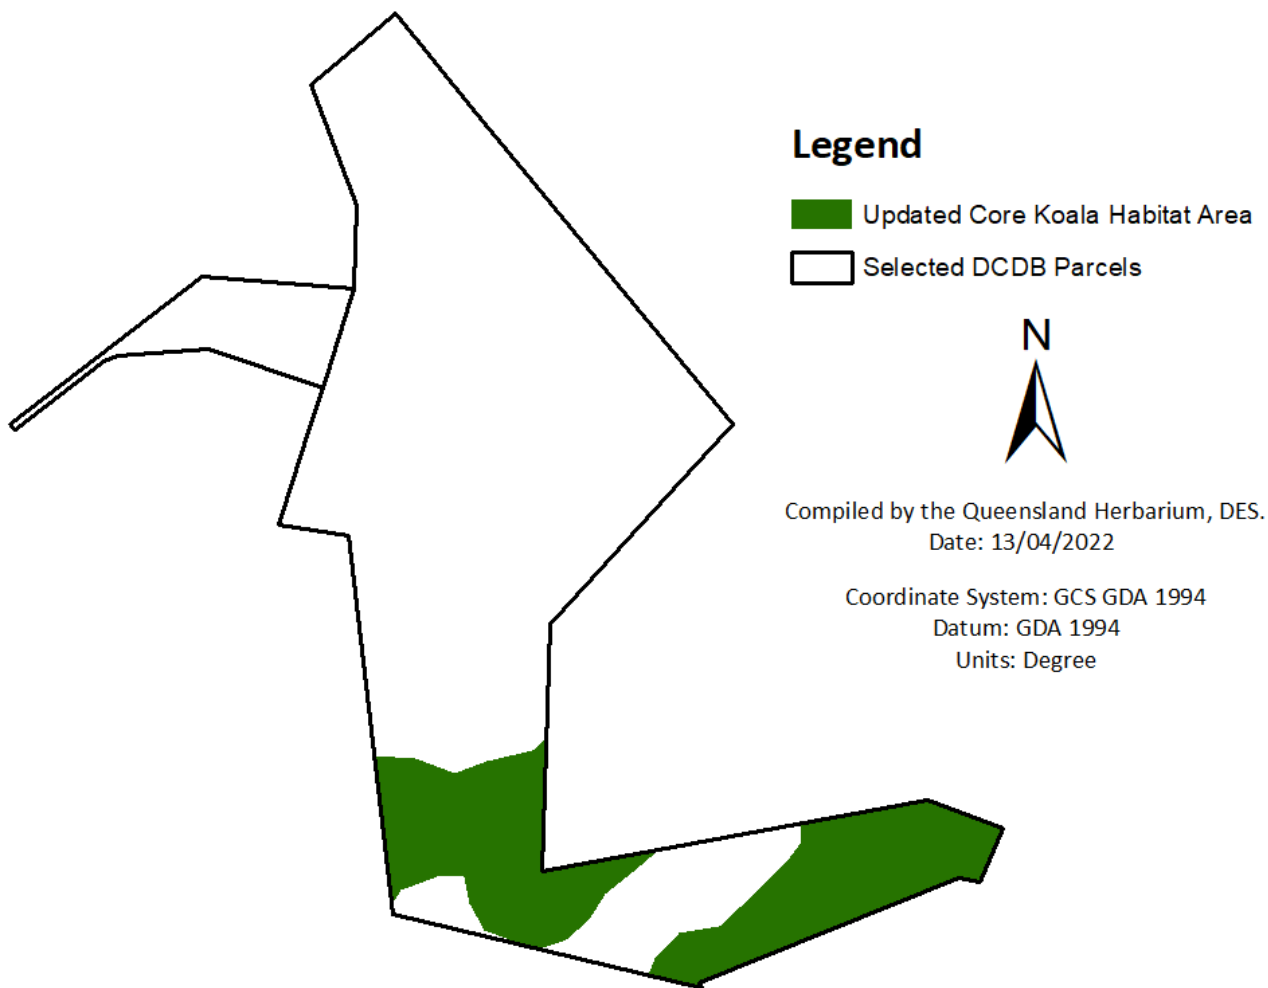 Legend
Updated Core Koala Habitat Area
Selected DCDB Parcels
N
Compiled by the Queensland Herbarium, DES.
Date: 13/04/2022
Coordinate System: GCS GDA 1994
Datum: GDA 1994
Units: Degree